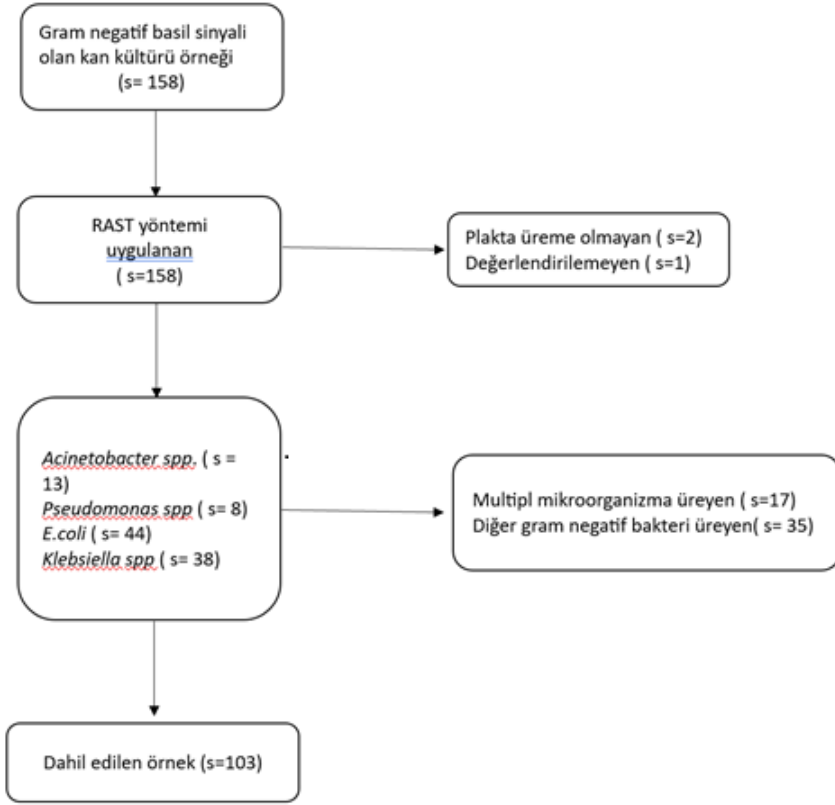 Gram negatif basil sinyali
olan kan kültürü örneği
(s= 158)
RAST yöntemi
uygulanan
( s=158)
Plakta üreme olmayan ( s=2)
Değerlendirilemeyen ( s=1)
Acinetobacter spp. ( s =
13)
Pseudomonas spp ( s= 8)
E.coli ( s= 44)
Klebsiella spp ( s= 38)
Multipl mikroorganizma üreyen ( s=17)
Diğer gram negatif bakteri üreyen( s= 35)
Dahil edilen örnek (s=103)